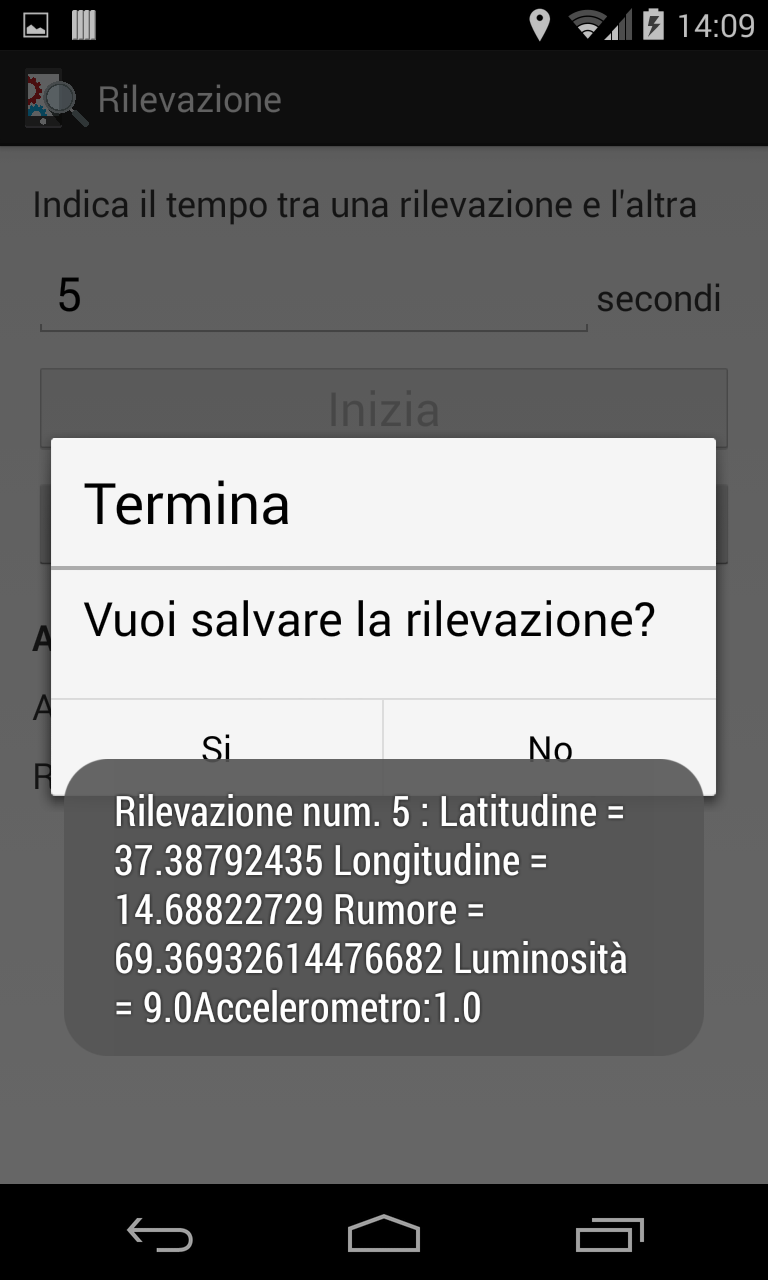 14:09
Rilevazione
Indica il tempo tra una rilevazione e l'altra
5
secondi
Inizia
Termina
Vuoi salvare la rilevazione?
A
A
R
Si
No
Rilevazione num. 5 : Latitudine =
37.38792435 Longitudine =
14.68822729 Rumore =
69.36932614476682 Luminosità
= 9.0Accelerometro:1.0